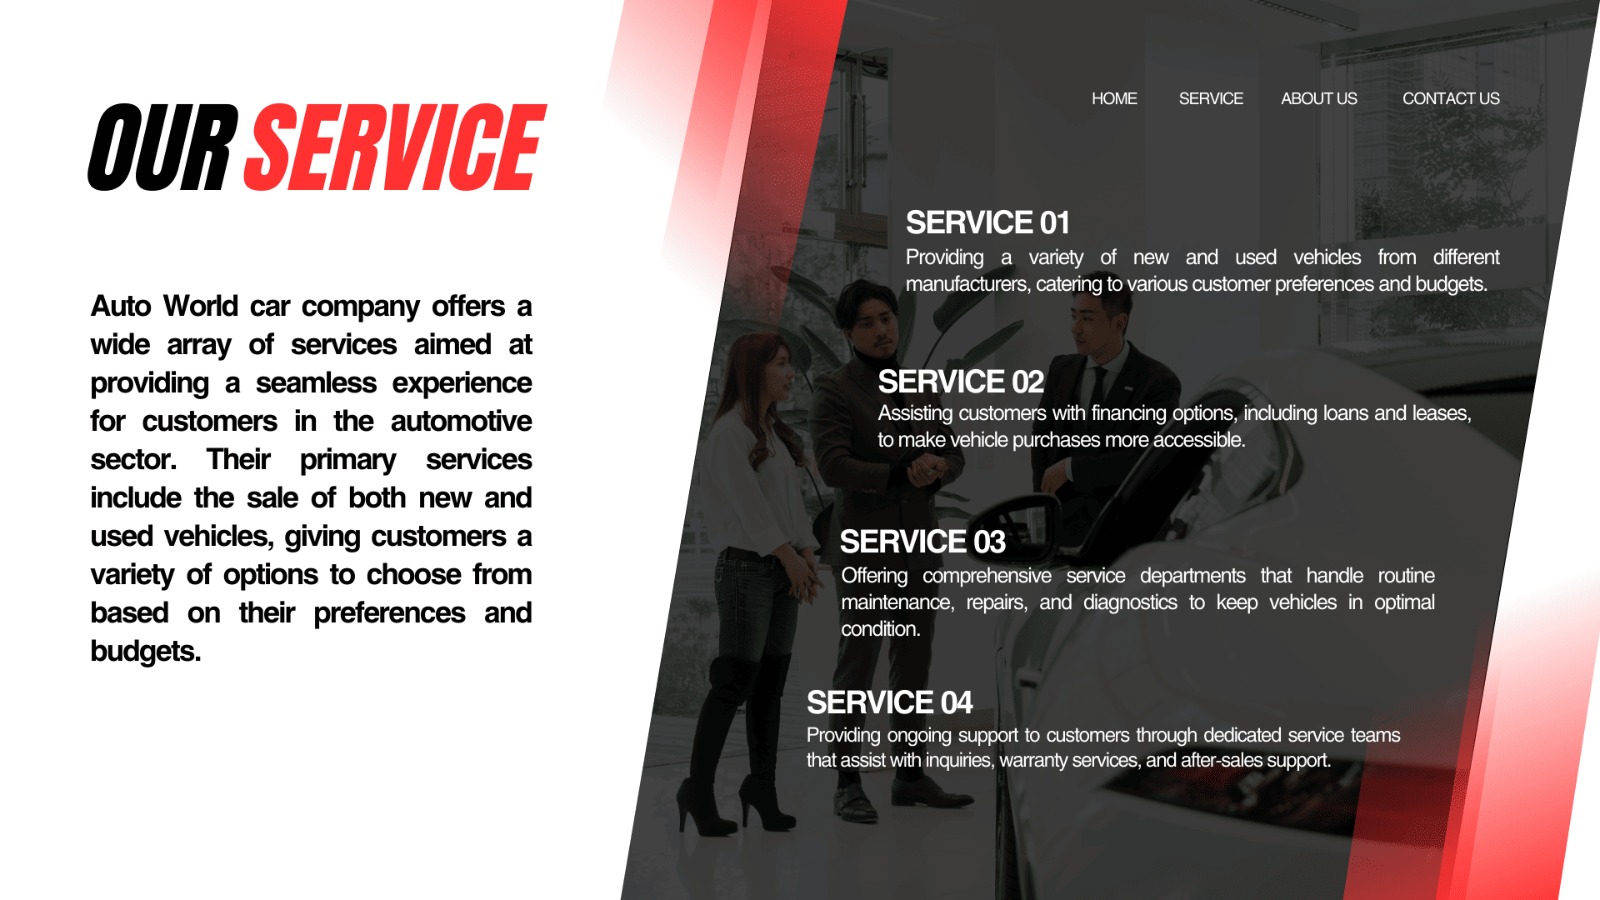 OUR SERVICE
Auto World car company offers a
wide array of services aimed at
providing a seamless experience
for customers in the automotive
sector. Their primary services
include the sale of both new and
used vehicles, giving customers a
variety of options to choose from
based on their preferences and
budgets.
HOME SERVICE ABOUT US CONTACT US
SERVICE 01
Providing a variety of new and used vehicles from different
manufacturers, catering to various customer preferences and budgets.
SERVICE 02
Assisting customers with financing options, including loans and leases,
to make vehicle purchases more accessible.
SERVICE 03
Offering comprehensive service departments that handle routine
maintenance, repairs, and diagnostics to keep vehicles in optimal
condition.
SERVICE 04
Providing ongoing support to customers through dedicated service teams
that assist with inquiries, warranty services, and after-sales support.